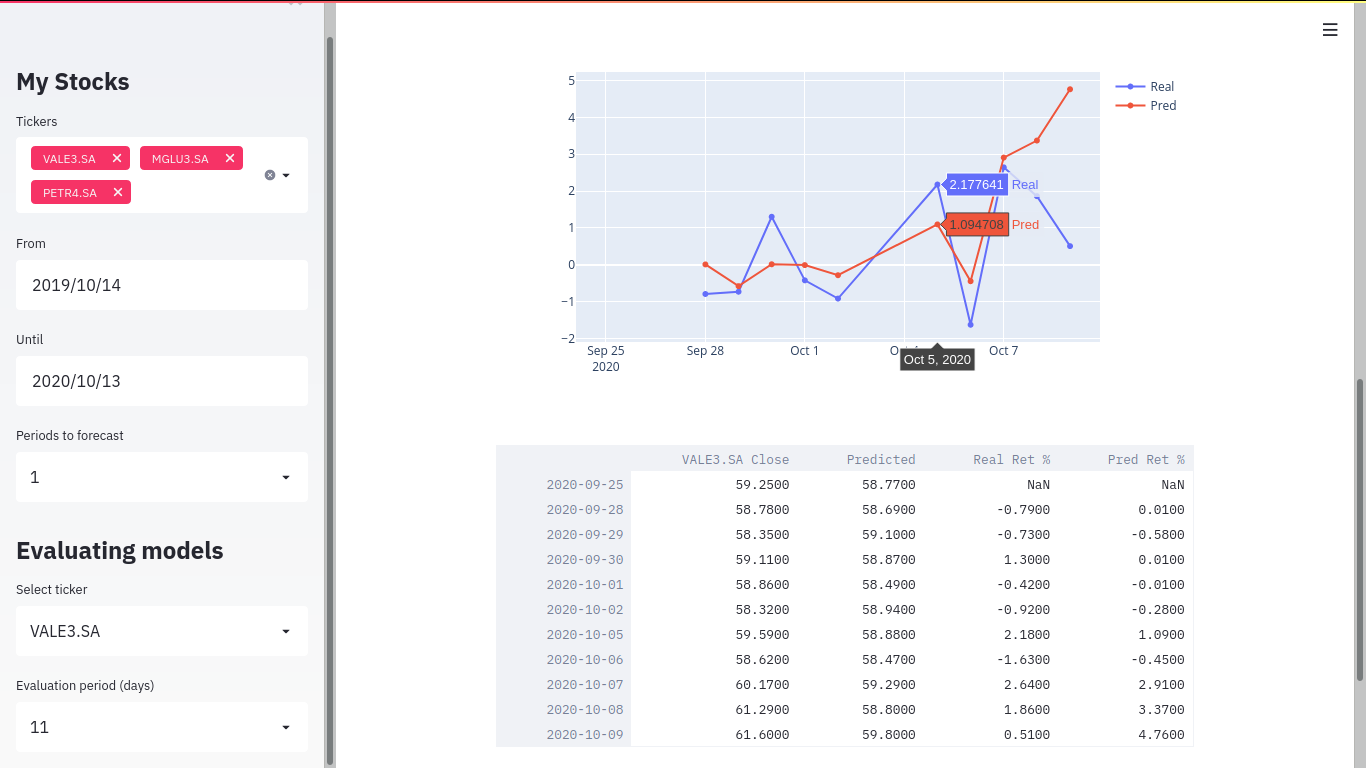 My Stocks
Tickers
VALE3.SA
MGLU3.SA
PETR4.SA
From
2019/10/14
Until
2020/10/13
Periods to forecast
1
Evaluating models
Select ticker
VALE3.SA
Evaluation period (days)
11
5
4
3
2
1
0
−1
−2
Sep 25
2020
Sep 28
Oct 1
Oct 7
Oct 5, 2020
2.177641 Real
1.094708 Pred
Real
Pred
VALE3.SA Close Predicted Real Ret % Pred Ret %
2020-09-25 59.2500 58.7700 NaN NaN
2020-09-28 58.7800 58.6900 -0.7900 0.0100
2020-09-29 58.3500 59.1000 -0.7300 -0.5800
2020-09-30 59.1100 58.8700 1.3000 0.0100
2020-10-01 58.8600 58.4900 -0.4200 -0.0100
2020-10-02 58.3200 58.9400 -0.9200 -0.2800
2020-10-05 59.5900 58.8800 2.1800 1.0900
2020-10-06 58.6200 58.4700 -1.6300 -0.4500
2020-10-07 60.1700 59.2900 2.6400 2.9100
2020-10-08 61.2900 58.8000 1.8600 3.3700
2020-10-09 61.6000 59.8000 0.5100 4.7600